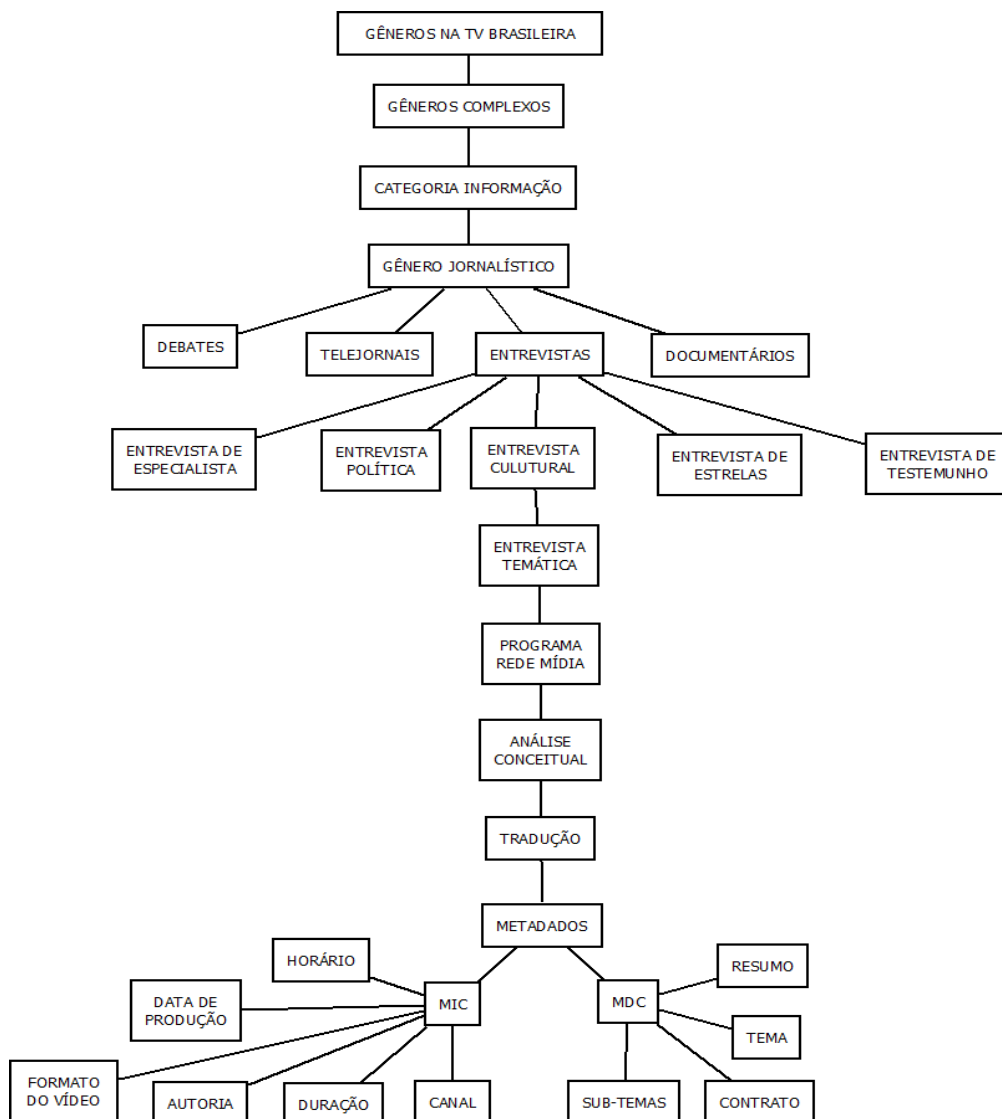 GÊNEROS NA TV BRASILEIRA
GÊNEROS COMPLEXOS
CATEGORIA INFORMAÇÃO
GÊNERO JORNALÍSTICO
DEBATES
TELEJORNAIS
ENTREVISTAS
DOCUMENTÁRIOS
ENTREVISTA DE
ESPECIALISTA
ENTREVISTA
POLÍTICA
ENTREVISTA
CULUTURAL
ENTREVISTA DE
ESTRELAS
ENTREVISTA DE
TESTEMUNHO
ENTREVISTA
TEMÁTICA
PROGRAMA
REDE MÍDIA
ANÁLISE
CONCEITUAL
TRADUÇÃO
METADADOS
HORÁRIO
RESUMO
DATA DE
PRODUÇÃO
MIC
MDC
TEMA
FORMATO
DO VÍDEO
AUTORIA
DURAÇÃO
CANAL
SUB-TEMAS
CONTRATO